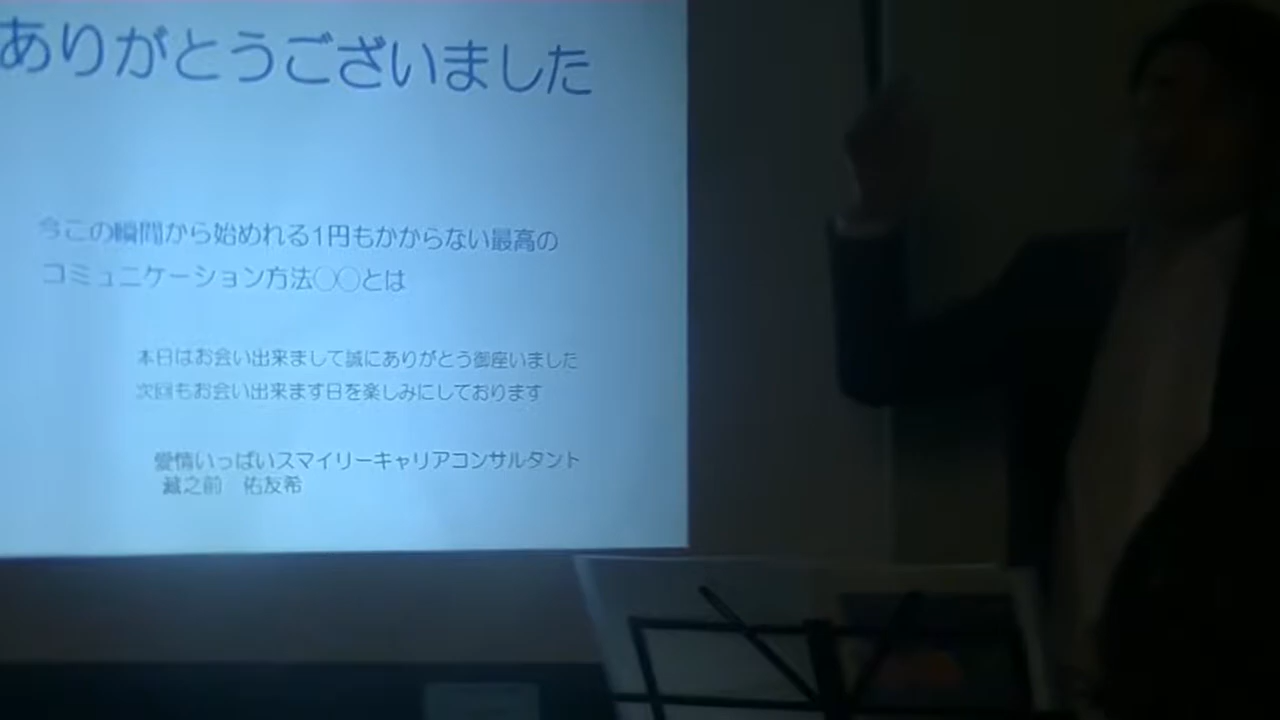 ありがとうございました
今この瞬間から始めれる1円もかからない最高の
コミュニケーション方法○○とは
本日はお会い出来まして誠にありがとう御座いました
次回もお会い出来ます日を楽しみにしております
愛情いっぱいスマイリーキャリアコンサルタント
之前 佑友希